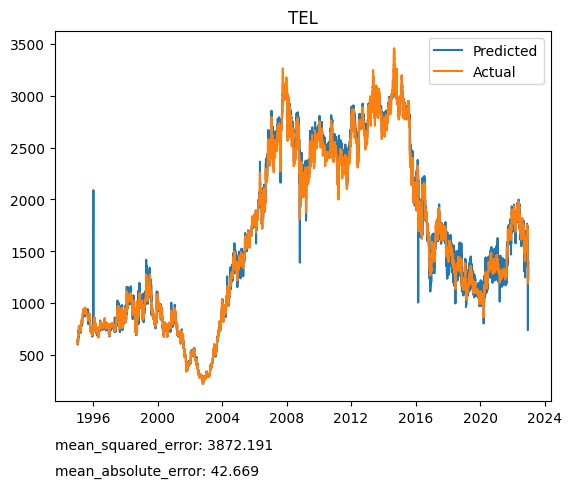 TEL
3500
3000
2500
2000
1500
1000
500
Predicted
Actual
1996 2000 2004 2008 2012 2016 2020 2024
mean_squared_error: 3872.191
mean_absolute_error: 42.669